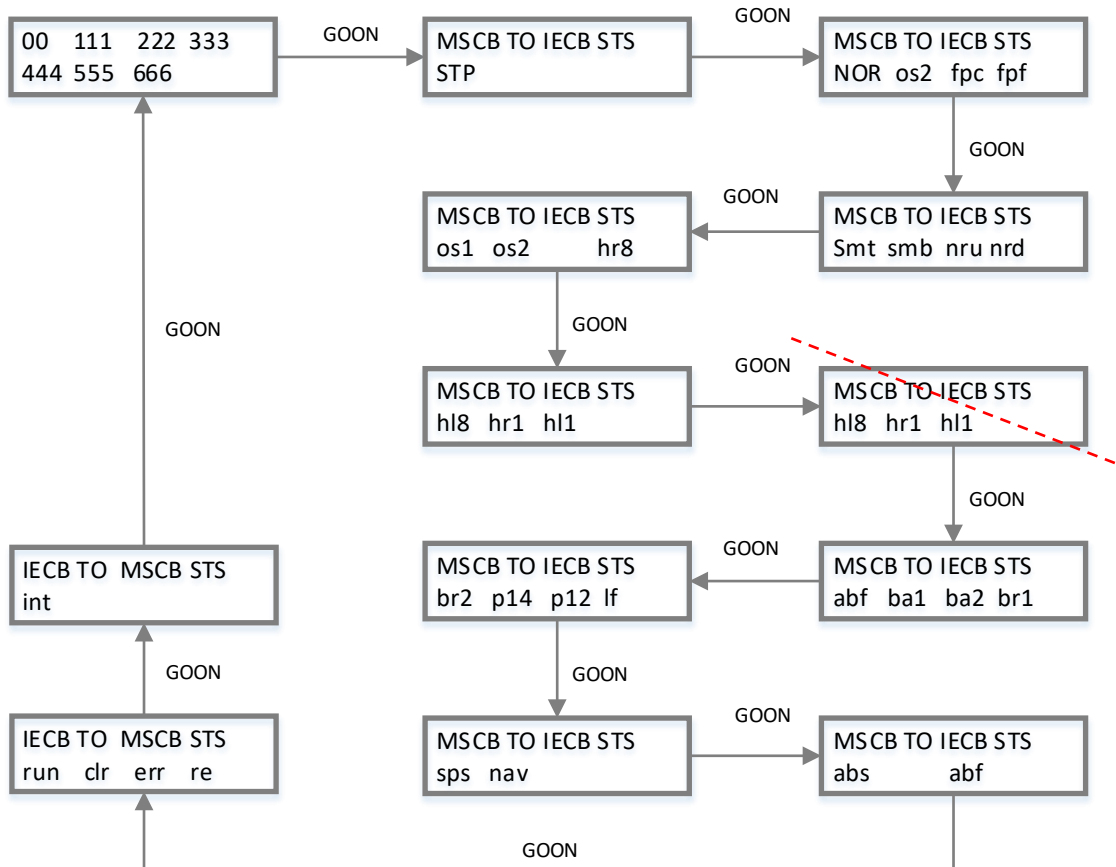 00 111 222 333
444 555 666
GOON
MSCB TO IECB STS
STP
GOON
MSCB TO IECB STS
NOR os2 fpc fpf
GOON
MSCB TO IECB STS
Smt smb nru nrd
GOON
MSCB TO IECB STS
os1 os2 hr8
GOON
MSCB TO IECB STS
hl8 hr1 hl1
GOON
MSCB TO IECB STS
hl8 hr1 hl1
GOON
MSCB TO IECB STS
abf ba1 ba2 br1
GOON
MSCB TO IECB STS
br2 p14 p12 lf
GOON
MSCB TO IECB STS
sps nav
GOON
MSCB TO IECB STS
abs abf
GOON
IECB TO MSCB STS
run clr err re
GOON
IECB TO MSCB STS
int
GOON